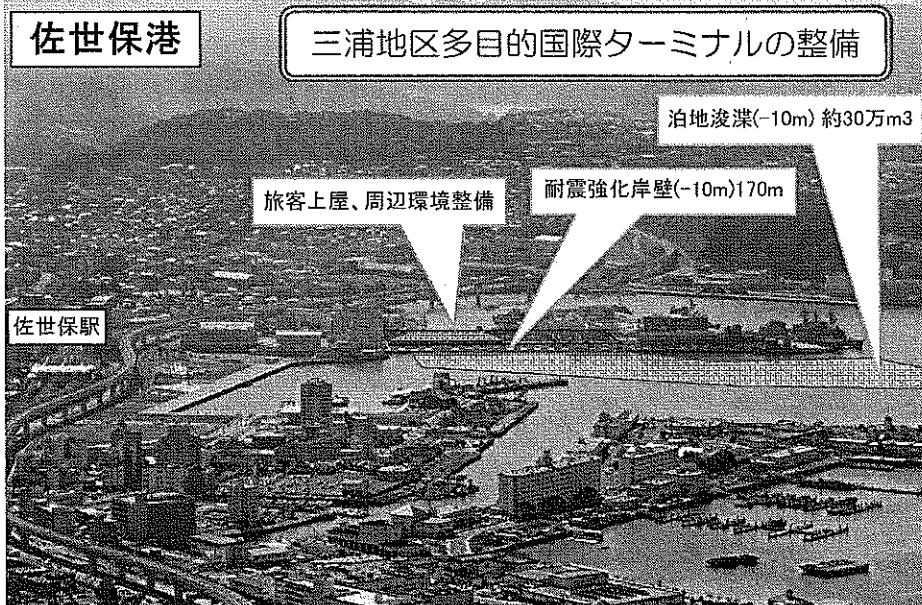 佐世保港
三浦地区多目的国際ターミナルの整備
泊地浚渫(-10m) 約30万m3
耐震強化岸壁(-10m)170m
旅客上屋、周辺環境整備
佐世保駅